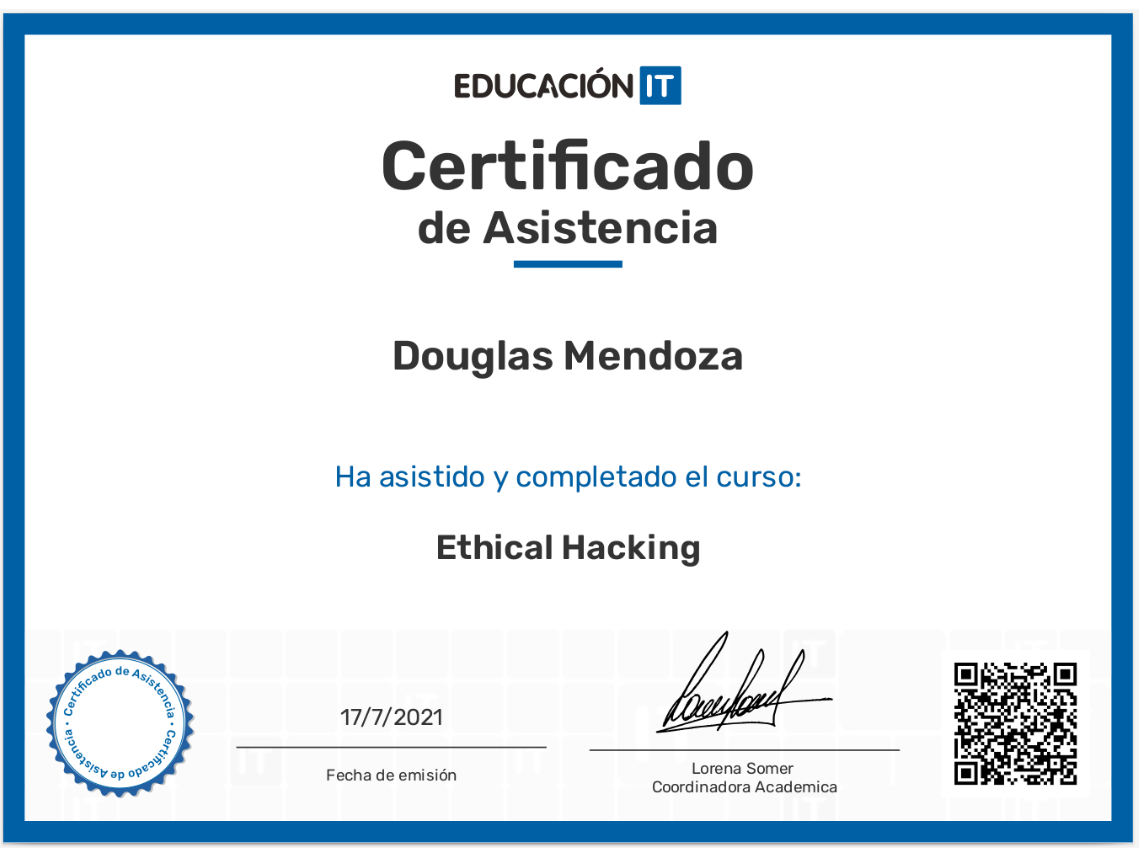 EDUCACIÓN IT
Certificado
de Asistencia
Douglas Mendoza
Ha asistido y completado el curso:
Ethical Hacking
Certificado de Asistencia · Certificado de Asistencia ·
17/7/2021
Fecha de emisión
Lorena Somer
Coordinadora Academica